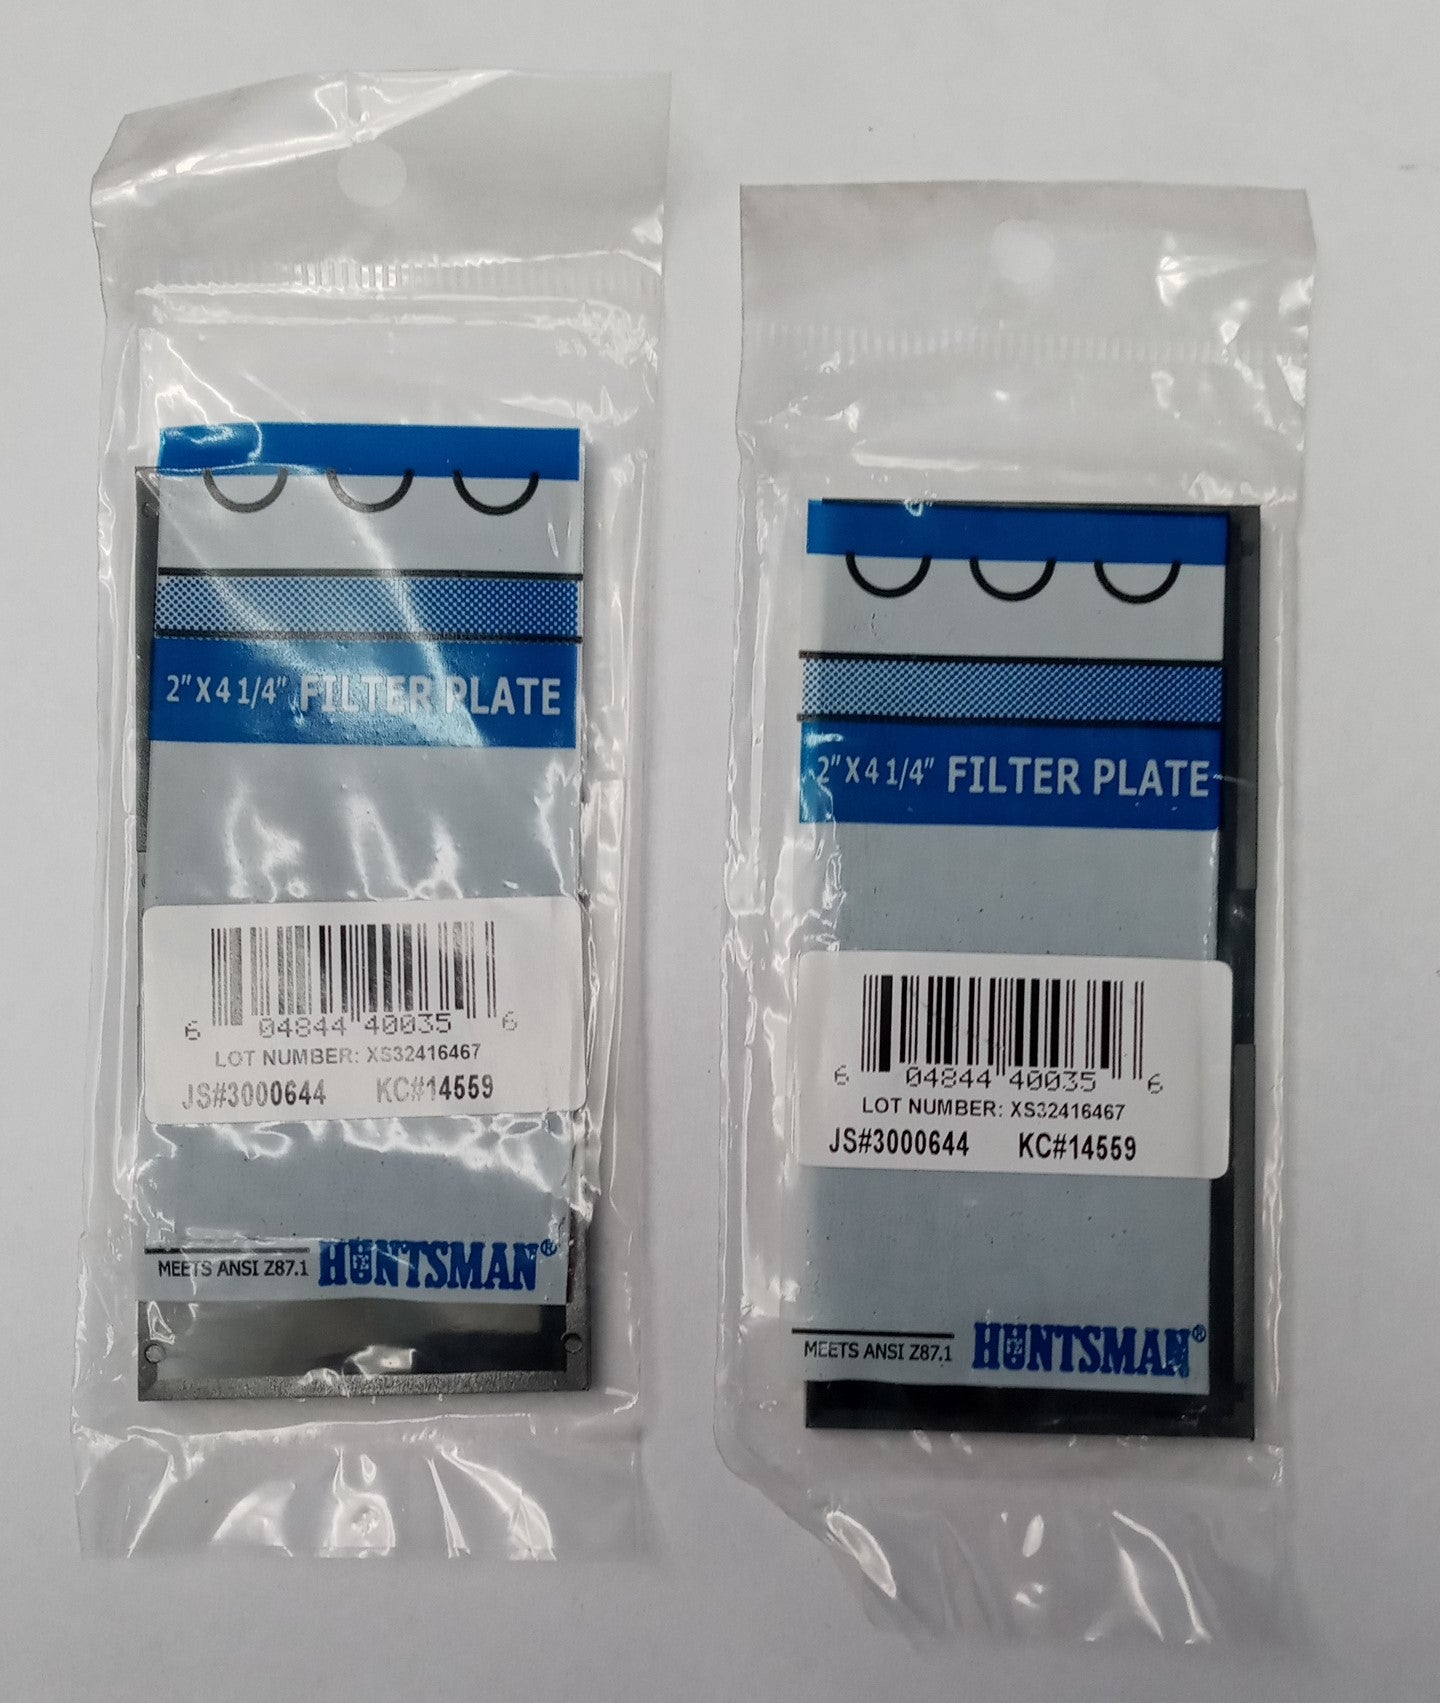 2" X 4 1/4" FILTER PLATE
6 04844 40035 6
LOT NUMBER: XS32416467
JS#3000644 KC#14559
MEETS ANSI Z87.1 HUNTSMAN®
2" X 4 1/4" FILTER PLATE
6 04844 40035 6
LOT NUMBER: XS32416467
JS#3000644 KC#14559
MEETS ANSI Z87.1 HUNTSMAN®